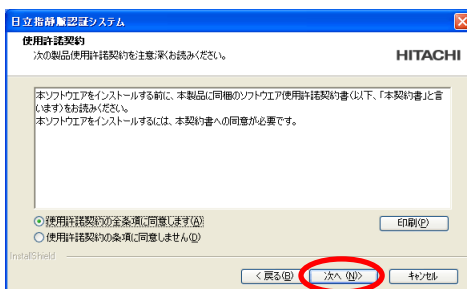 日立指静脈認証システム
使用許諾契約
次の製品使用許諾契約を注意深くお読みください。
HITACHI
本ソフトウエアをインストールする前に、本製品に同梱のソフトウエア使用許諾契約書(以下、「本契約書」と言
います)をお読みください。
本ソフトウエアをインストールするには、本契約書への同意が必要です。
使用許諾契約の全条項に同意します(A)
印刷(P)
使用許諾契約の条項に同意しません(D)
InstallShield
< 戻る(B)
次へ (N)>
キャンセル